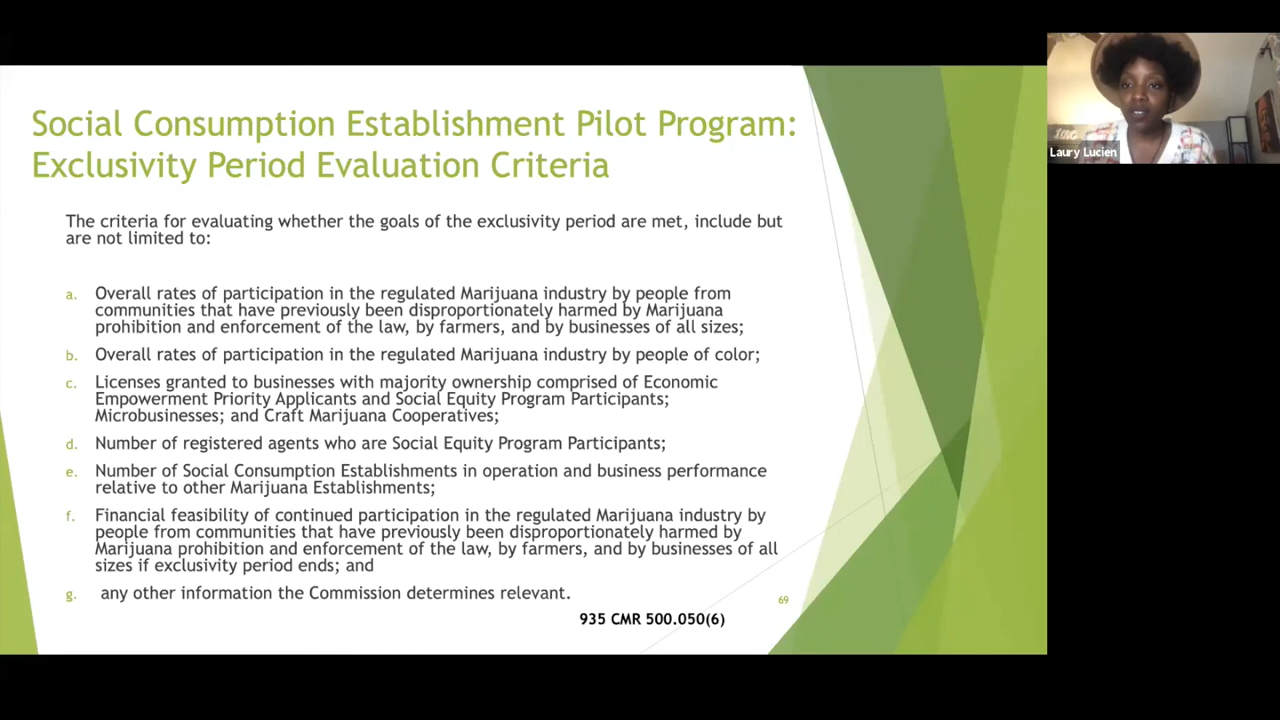 Social Consumption Establishment Pilot Program:
Exclusivity Period Evaluation Criteria
The criteria for evaluating whether the goals of the exclusivity period are met, include but
are not limited to:
a. Overall rates of participation in the regulated Marijuana industry by people from
communities that have previously been disproportionately harmed by Marijuana
prohibition and enforcement of the law, by farmers, and by businesses of all sizes;
b. Overall rates of participation in the regulated Marijuana industry by people of color;
c. Licenses granted to businesses with majority ownership comprised of Economic
Empowerment Priority Applicants and Social Equity Program Participants;
Microbusinesses; and Craft Marijuana Cooperatives;
d. Number of registered agents who are Social Equity Program Participants;
e. Number of Social Consumption Establishments in operation and business performance
relative to other Marijuana Establishments;
f. Financial feasibility of continued participation in the regulated Marijuana industry by
people from communities that have previously been disproportionately harmed by
Marijuana prohibition and enforcement of the law, by farmers, and by businesses of all
sizes if exclusivity period ends; and
g. any other information the Commission determines relevant.
69
935 CMR 500.050(6)
LOVE
Laury Lucien